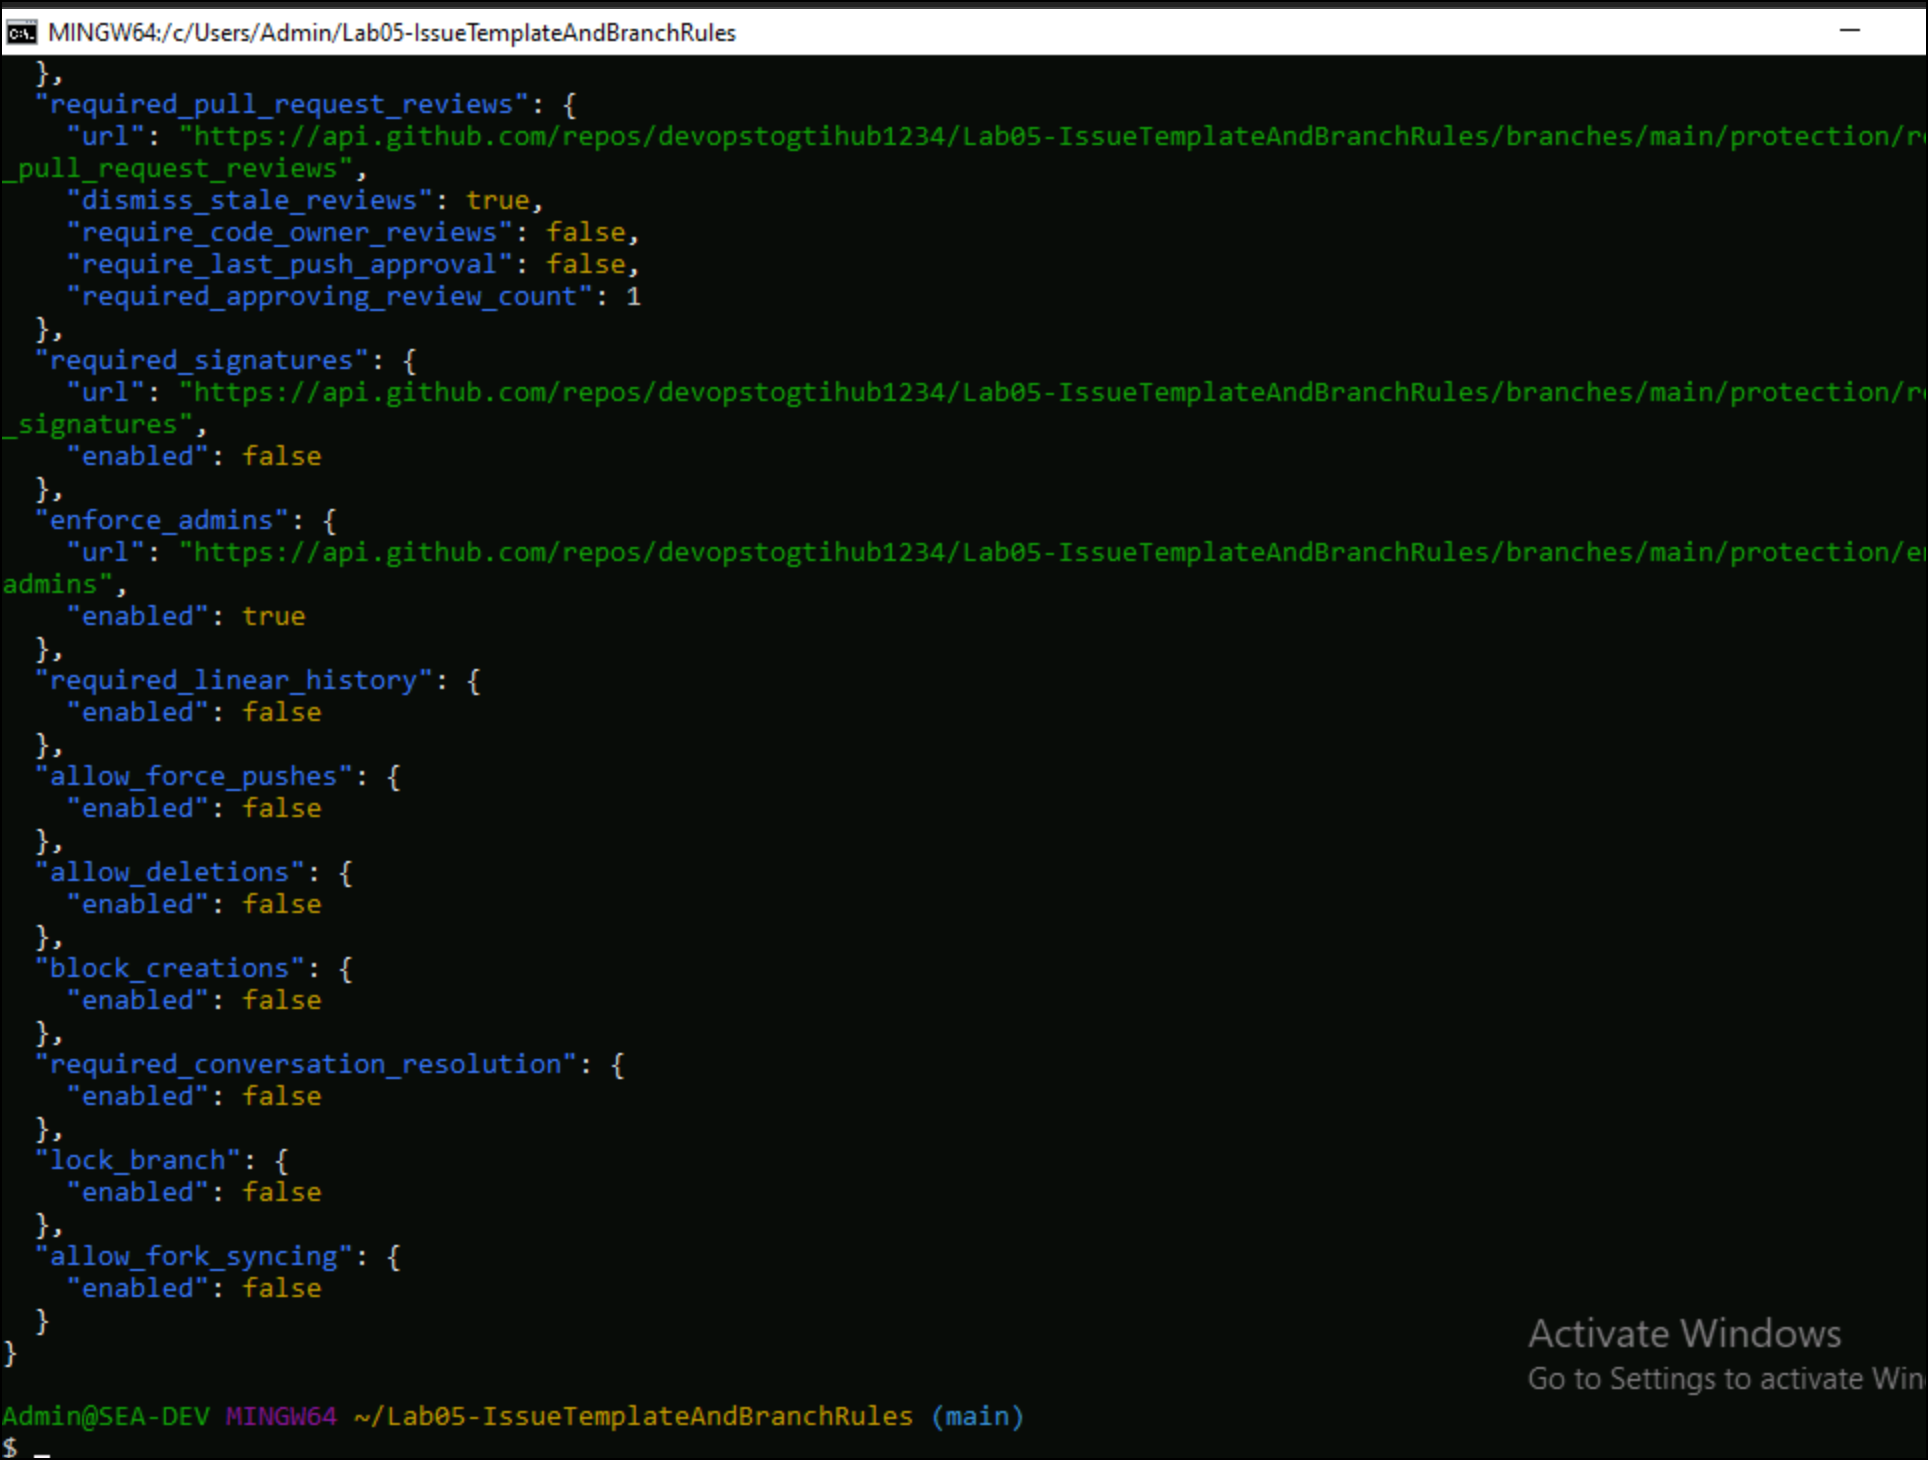 MINGW64:/c/Users/Admin/Lab05-IssueTemplateAndBranchRules
  },
  "required_pull_request_reviews": {
    "url": "https://api.github.com/repos/devopstogtihub1234/Lab05-IssueTemplateAndBranchRules/branches/main/protection/r
_pull_request_reviews",
    "dismiss_stale_reviews": true,
    "require_code_owner_reviews": false,
    "require_last_push_approval": false,
    "required_approving_review_count": 1
  },
  "required_signatures": {
    "url": "https://api.github.com/repos/devopstogtihub1234/Lab05-IssueTemplateAndBranchRules/branches/main/protection/r
_signatures",
    "enabled": false
  },
  "enforce_admins": {
    "url": "https://api.github.com/repos/devopstogtihub1234/Lab05-IssueTemplateAndBranchRules/branches/main/protection/e
admins",
    "enabled": true
  },
  "required_linear_history": {
    "enabled": false
  },
  "allow_force_pushes": {
    "enabled": false
  },
  "allow_deletions": {
    "enabled": false
  },
  "block_creations": {
    "enabled": false
  },
  "required_conversation_resolution": {
    "enabled": false
  },
  "lock_branch": {
    "enabled": false
  },
  "allow_fork_syncing": {
    "enabled": false
  }
}
Activate Windows
Go to Settings to activate Win
Admin@SEA-DEV MINGW64 ~/Lab05-IssueTemplateAndBranchRules (main)
$ _